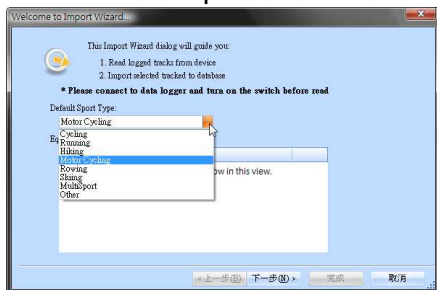 Welcome to Import Wizard...
This Import Wizard dialog will guide you:
1. Read logged tracks from device
2. Import selected tracked to database
* Please connect to data logger and turn on the switch before read
Default Sport Type:
Motor Cycling
Cycling
Running
Hiking
Motor Cycling
Rowing
Skiing
MultiSport
Other
Eq
ow in this view.
<上一步(B)
下一步(N) >
完成
取消